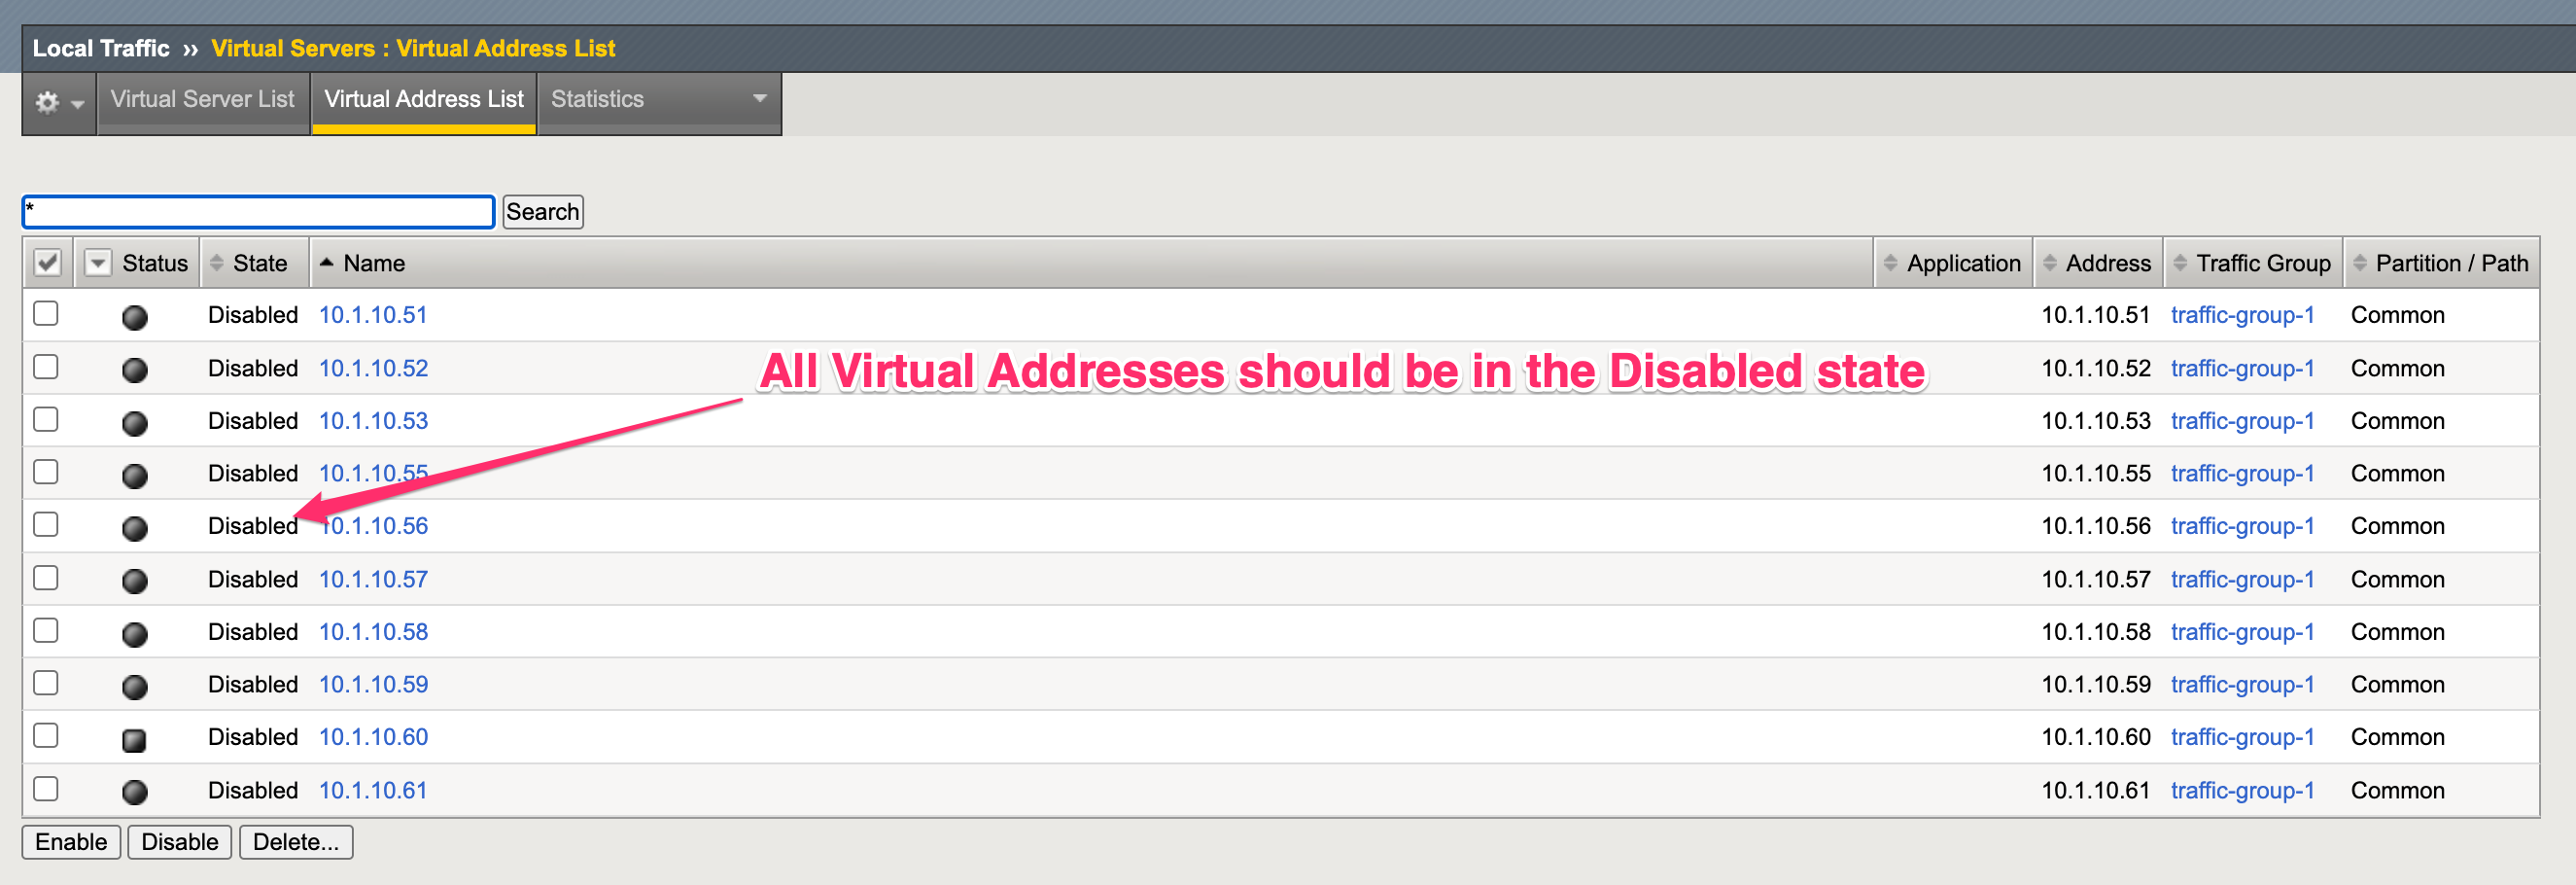 Local Traffic ›› Virtual Servers : Virtual Address List
Virtual Server List Virtual Address List Statistics
* Search
Status State Name Application Address Traffic Group Partition / Path
Disabled 10.1.10.51 10.1.10.51 traffic-group-1 Common
Disabled 10.1.10.52 10.1.10.52 traffic-group-1 Common
All Virtual Addresses should be in the Disabled state
Disabled 10.1.10.53 10.1.10.53 traffic-group-1 Common
Disabled 10.1.10.55 10.1.10.55 traffic-group-1 Common
Disabled 10.1.10.56 10.1.10.56 traffic-group-1 Common
Disabled 10.1.10.57 10.1.10.57 traffic-group-1 Common
Disabled 10.1.10.58 10.1.10.58 traffic-group-1 Common
Disabled 10.1.10.59 10.1.10.59 traffic-group-1 Common
Disabled 10.1.10.60 10.1.10.60 traffic-group-1 Common
Disabled 10.1.10.61 10.1.10.61 traffic-group-1 Common
Enable Disable Delete...